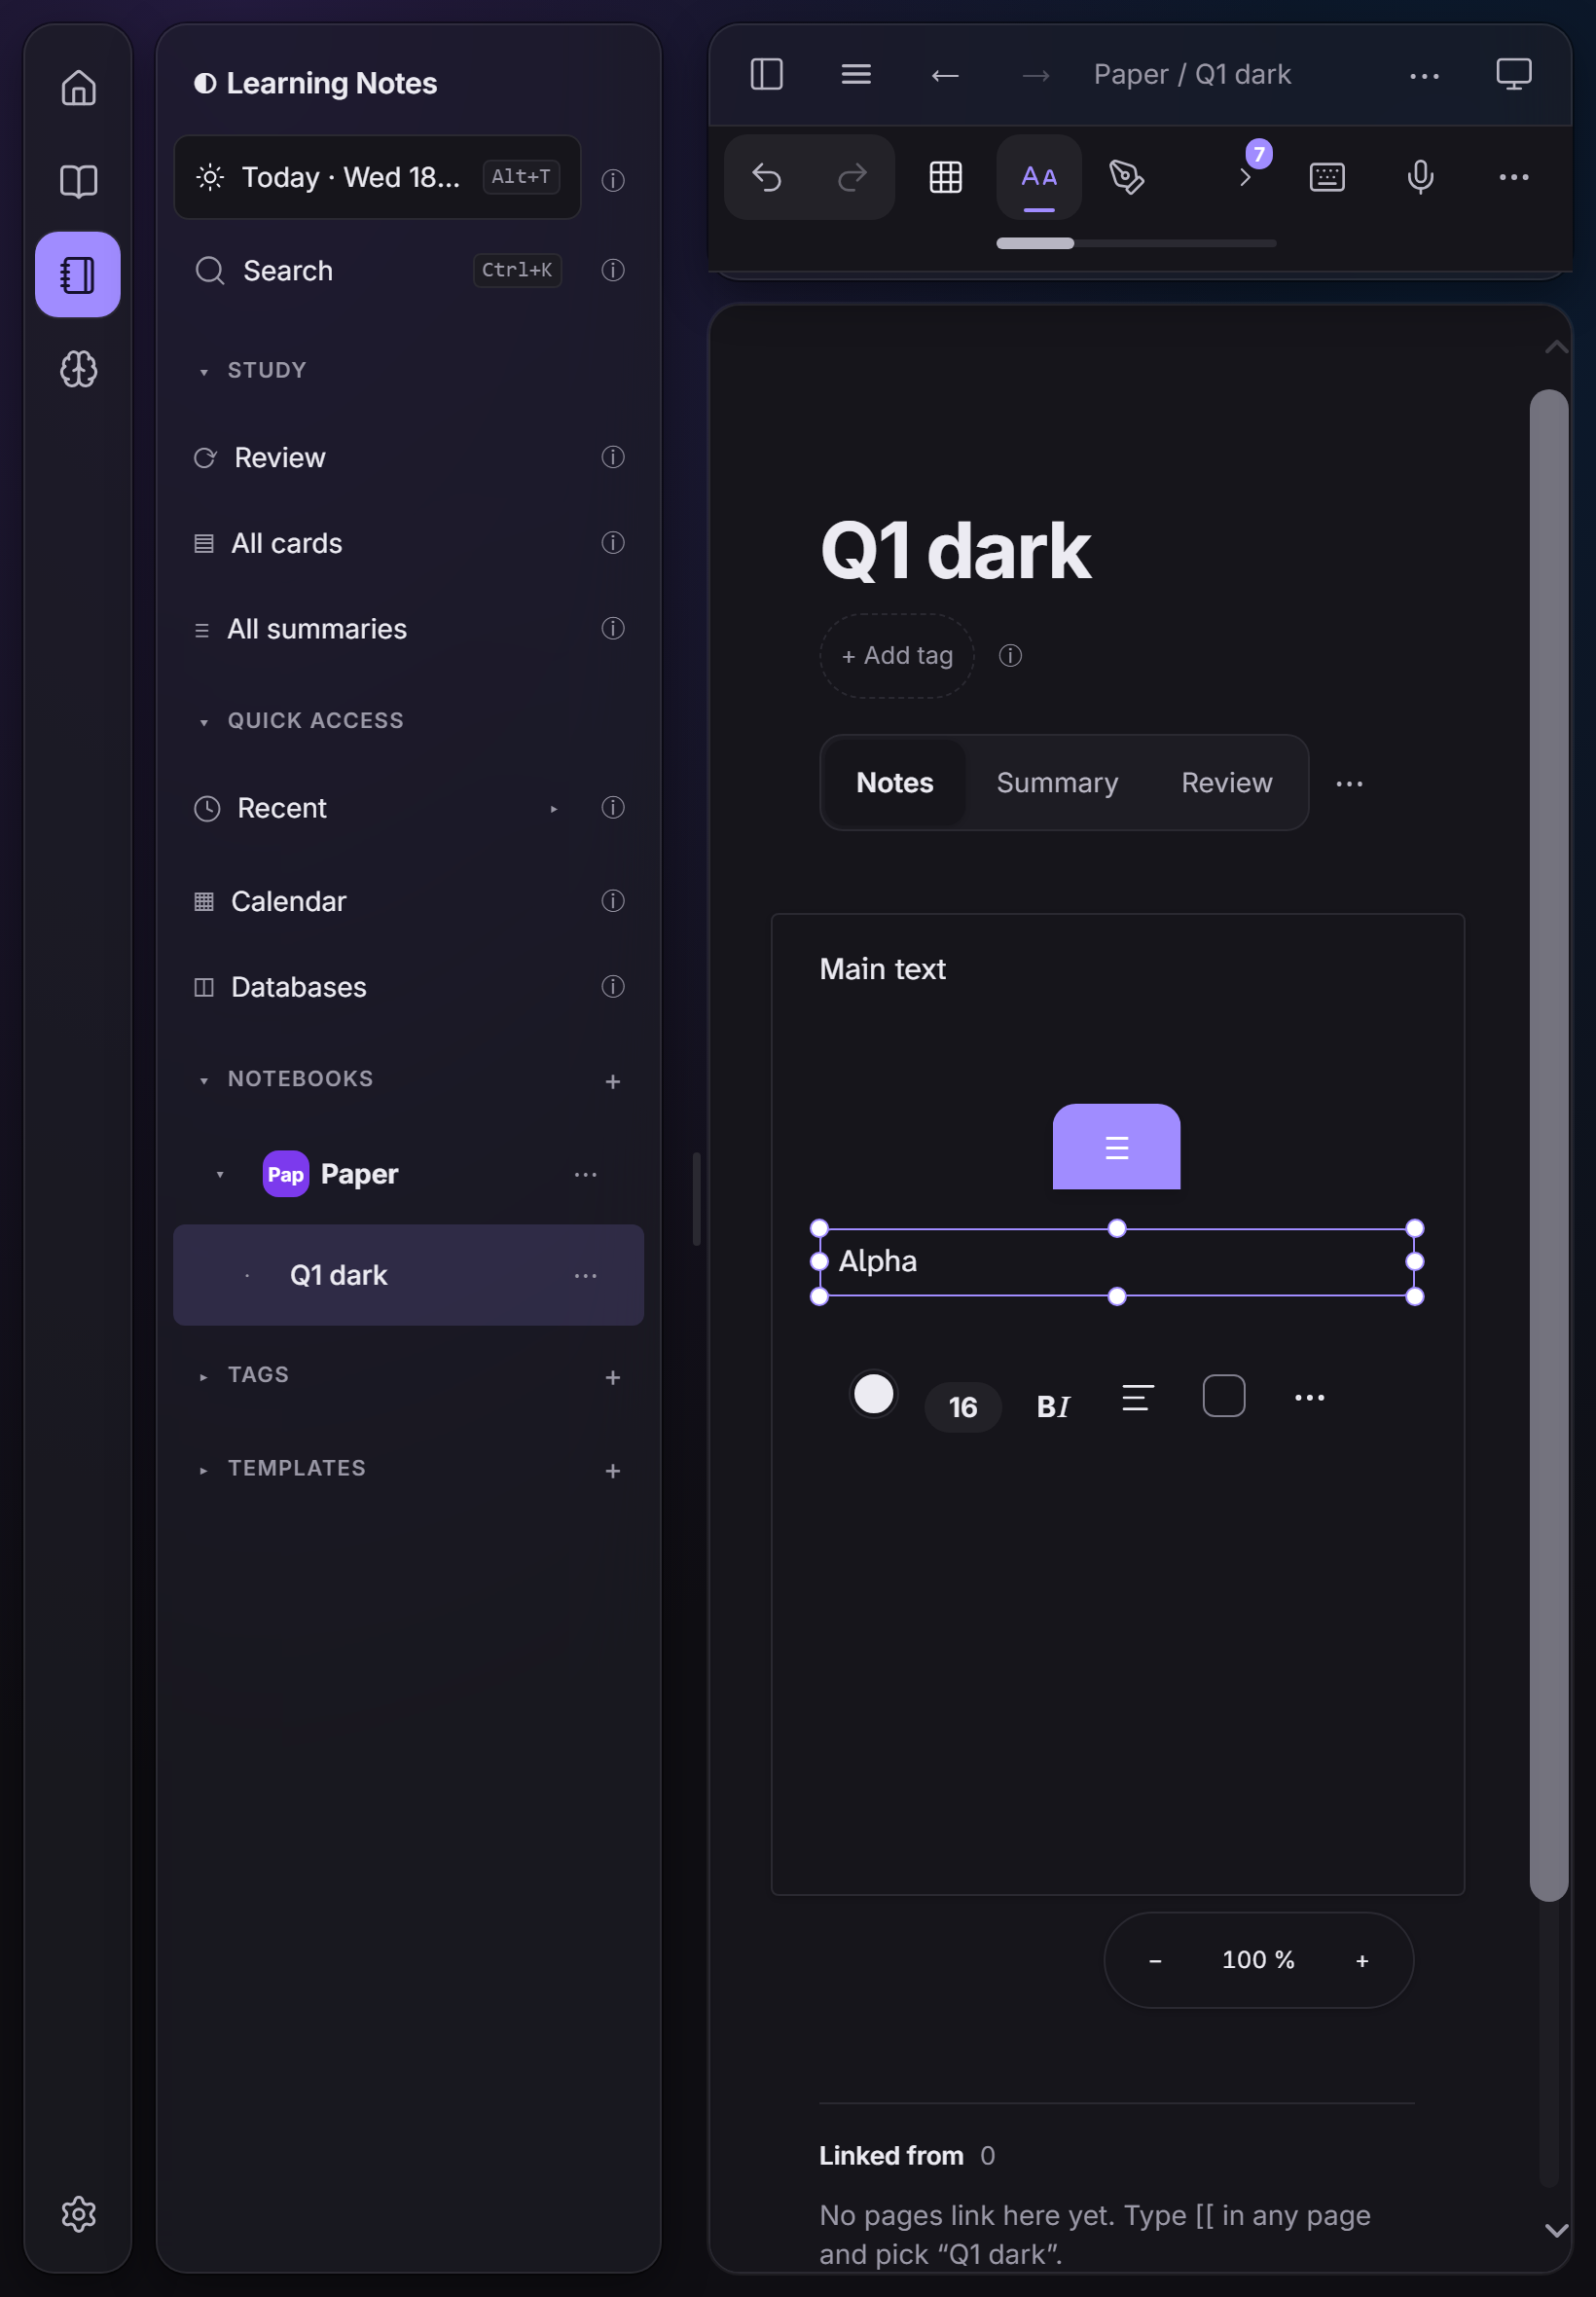 Learning Notes
Today · Wed 18... Alt+T
Search Ctrl+K
STUDY
Review
All cards
All summaries
QUICK ACCESS
Recent
Calendar
Databases
NOTEBOOKS
Pap Paper
Q1 dark
TAGS
TEMPLATES
Paper / Q1 dark
AA
7
Q1 dark
+ Add tag
Notes Summary Review
Main text
Alpha
16 BI
− 100 % +
Linked from 0
No pages link here yet. Type [[ in any page
and pick “Q1 dark”.